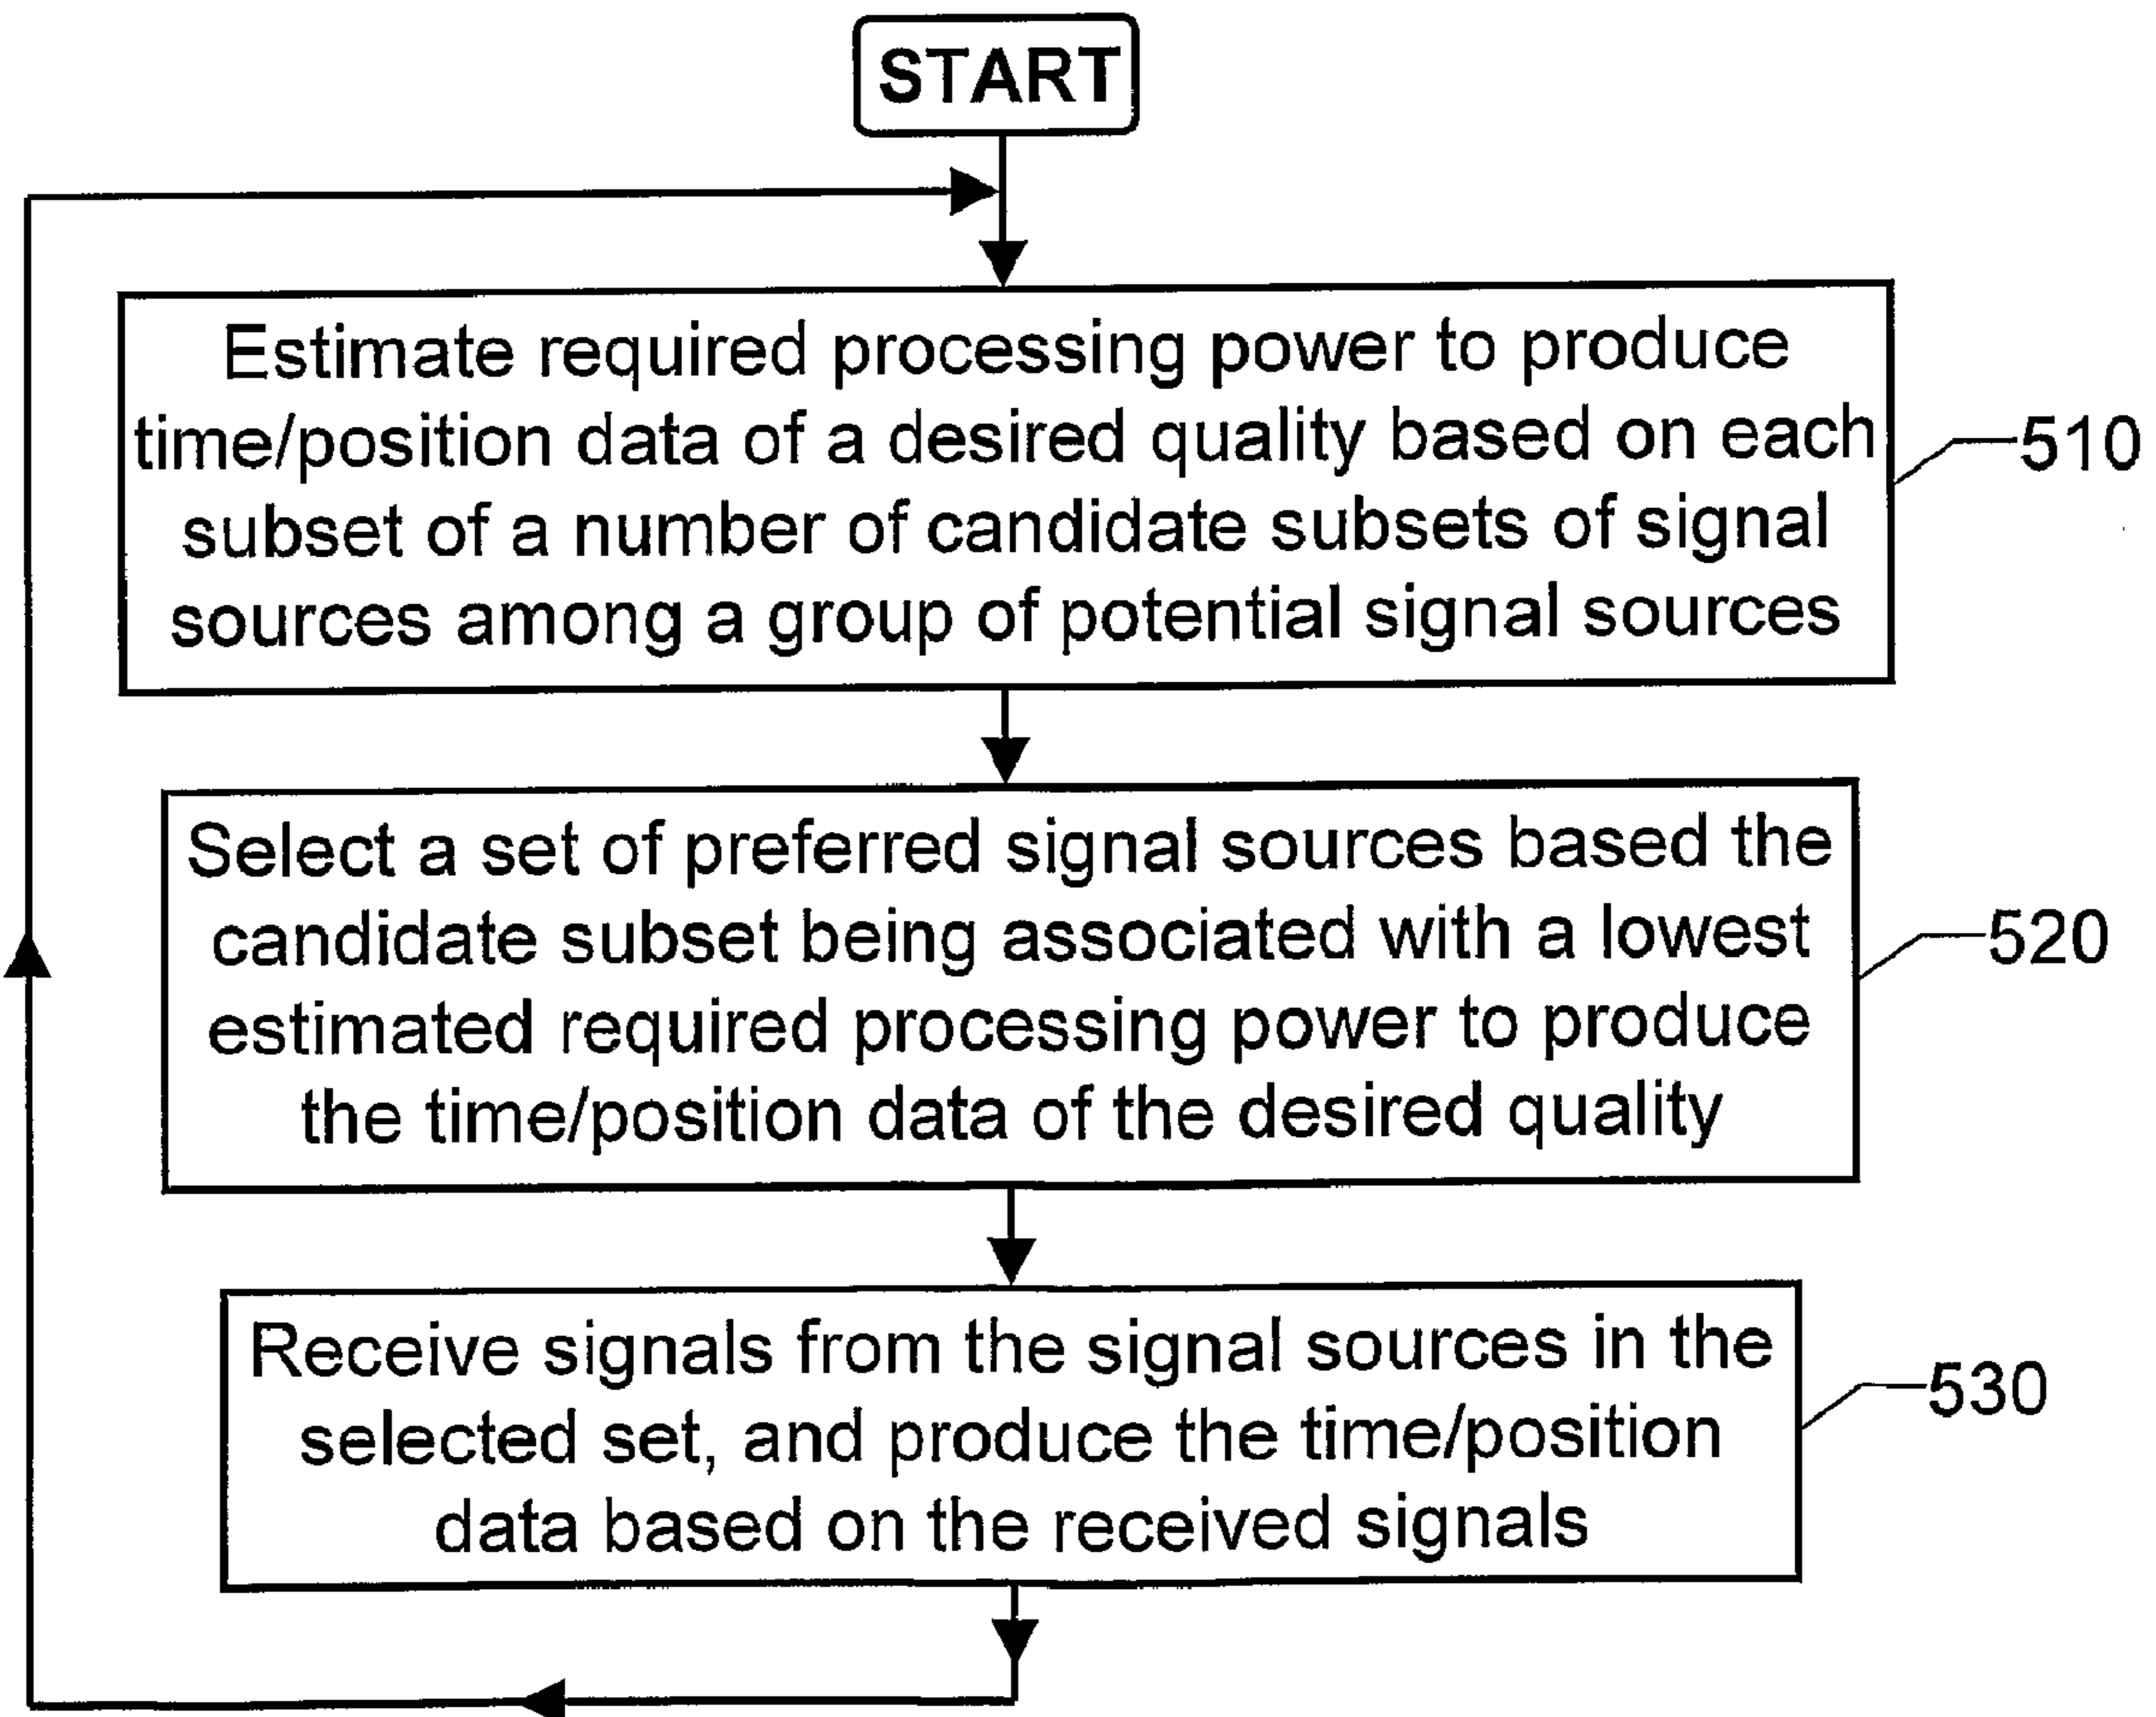 START
Estimate required processing power to produce
time/position data of a desired quality based on each
subset of a number of candidate subsets of signal
sources among a group of potential signal sources
510
Select a set of preferred signal sources based the
candidate subset being associated with a lowest
estimated required processing power to produce
the time/position data of the desired quality
520
Receive signals from the signal sources in the
selected set, and produce the time/position
data based on the received signals
530